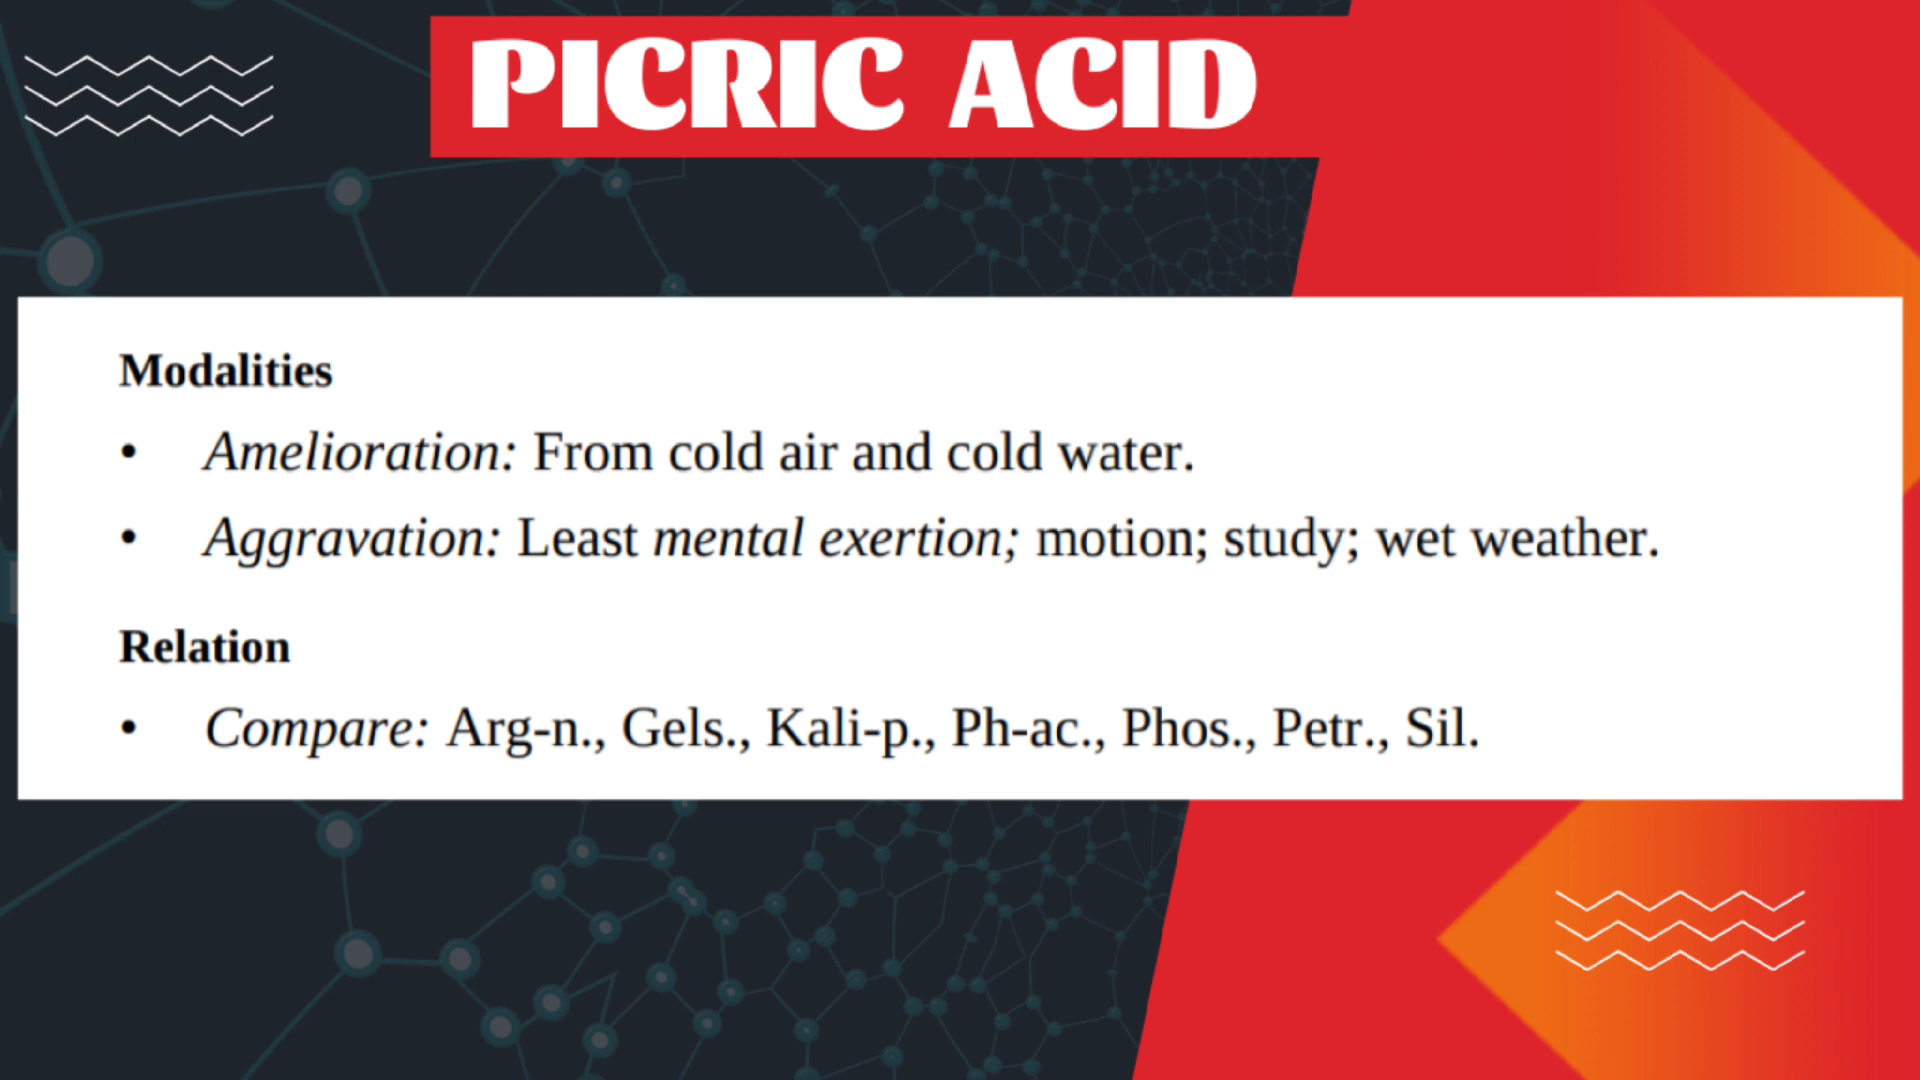 PICRIC ACID
Modalities
• Amelioration: From cold air and cold water.
• Aggravation: Least mental exertion; motion; study; wet weather.
Relation
• Compare: Arg-n., Gels., Kali-p., Ph-ac., Phos., Petr., Sil.